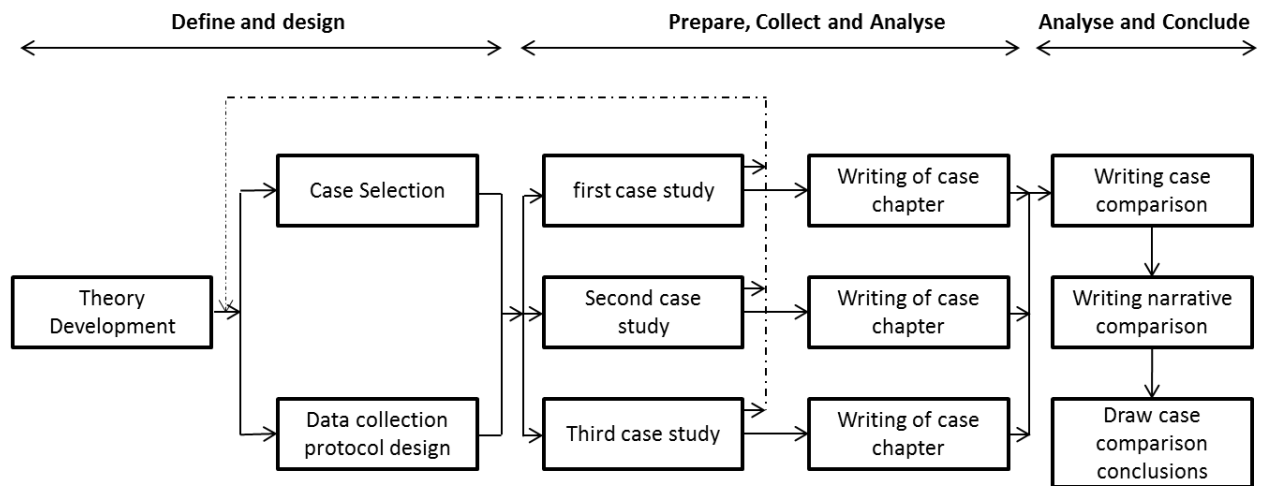 Define and design
Prepare, Collect and Analyse
Analyse and Conclude
Case Selection
first case study
Writing of case
chapter
Writing case
comparison
Theory
Development
Second case
study
Writing of case
chapter
Writing narrative
comparison
Data collection
protocol design
Third case study
Writing of case
chapter
Draw case
comparison
conclusions